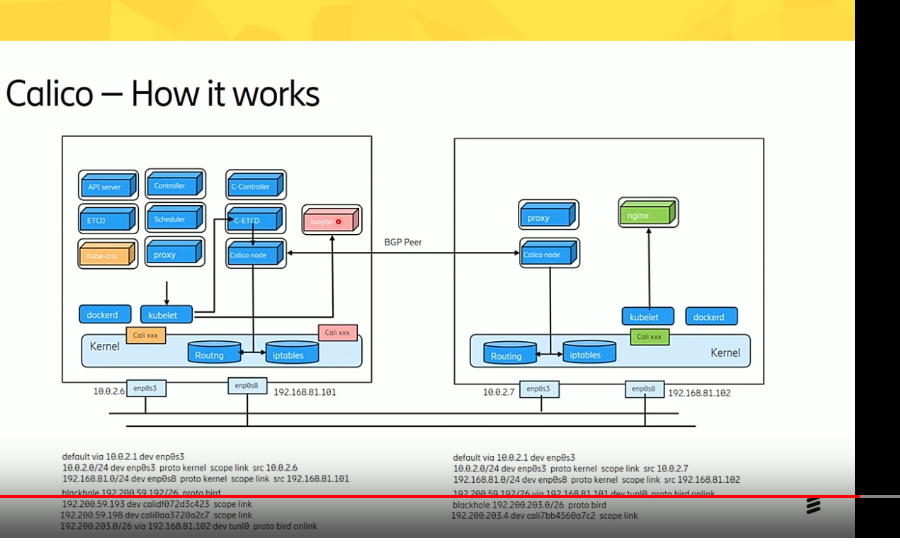 Calico – How it works
API server
Controller
C-Controller
ETCD
Scheduler
C-ETCD
Kube-dns
proxy
Calico node
dockerd
kubelet
Cali xxx
Cali xxx
Kernel
Routng
iptables
10.0.2.6
enp0s3
enp0s8
192.168.81.101
BGP Peer
proxy
nginx
Calico node
kubelet
dockerd
Cali xxx
Routing
iptables
Kernel
10.0.2.7
enp0s3
enp0s8
192.168.81.102
default via 10.0.2.1 dev enp0s3
10.0.2.0/24 dev enp0s3 proto kernel scope link src 10.0.2.6
192.168.81.0/24 dev enp0s8 proto kernel scope link src 192.168.81.101
blackhole 192.200.59.192/26 proto bird
192.200.59.193 dev calidf072d3c423 scope link
192.200.59.198 dev cali0aa3720a2c7 scope link
192.200.203.0/26 via 192.168.81.102 dev tunl0 proto bird onlink
default via 10.0.2.1 dev enp0s3
10.0.2.0/24 dev enp0s3 proto kernel scope link src 10.0.2.7
192.168.81.0/24 dev enp0s8 proto kernel scope link src 192.168.81.102
192.200.59.192/26 via 192.168.81.101 dev tunl0 proto bird onlink
blackhole 192.200.203.0/26 proto bird
192.200.203.4 dev cali7bb4560a7c2 scope link